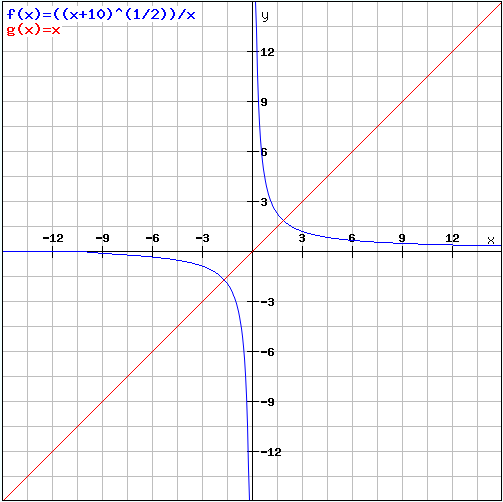 f(x)=((x+10)^(1/2))/x
g(x)=x
y
12
9
6
3
-12 -9 -6 -3 3 6 9 12 x
-3
-6
-9
-12